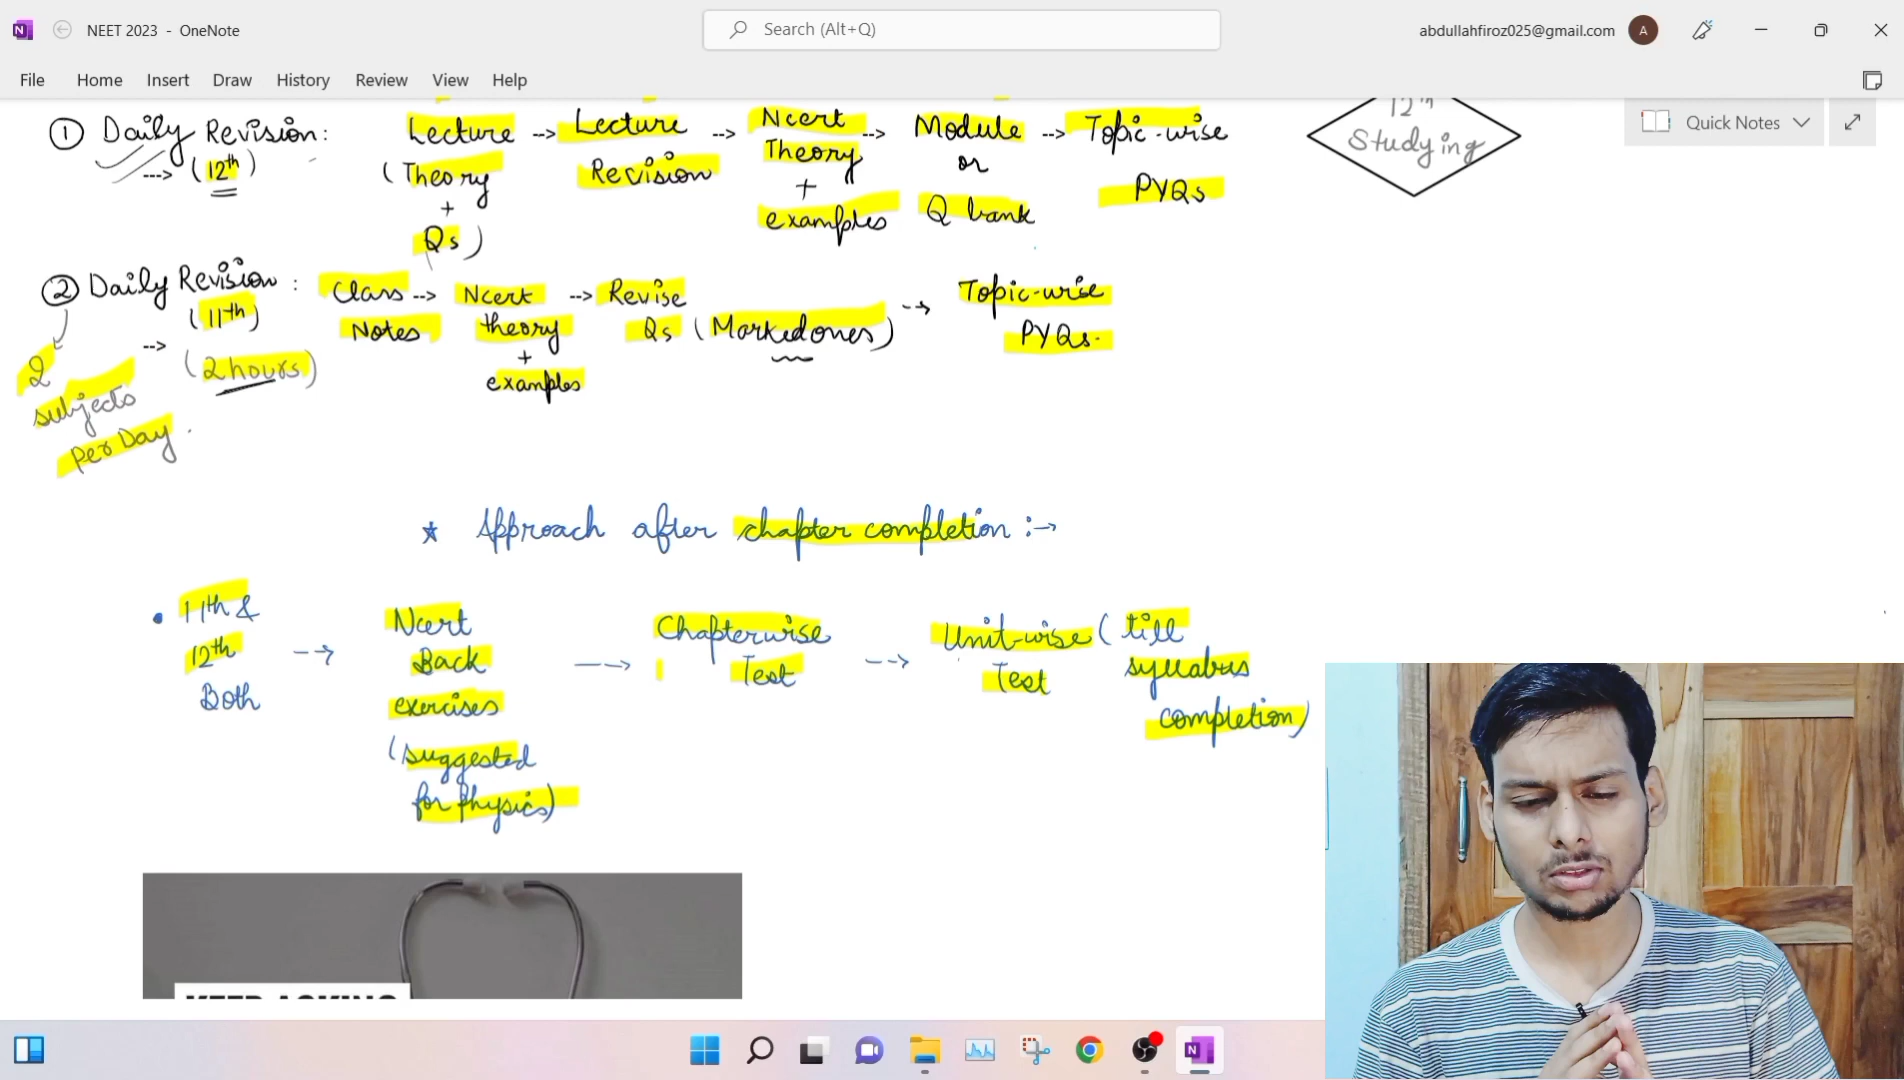 NEET 2023 - OneNote
Search (Alt+Q)
abdullahfiroz025@gmail.com
A
File Home Insert Draw History Review View Help
Quick Notes
12th
Studying
① Daily Revision: Lecture --> Lecture --> Ncert --> Module --> Topic-wise
---> (12th) (Theory Revision Theory or PYQs
+ + Q bank
Qs) examples
② Daily Revision : Class --> Ncert --> Revise --> Topic-wise
(11th) Notes theory Qs (Marked ones) PYQs.
--> (2 hours) + examples
2
subjects
Per Day.
★ Approach after chapter completion :→
• 11th & Ncert Chapterwise Unit-wise (till
12th --> Back --> Test --> Test syllabus
Both exercises completion)
(suggested
for physics)
KEEP ASKING
N